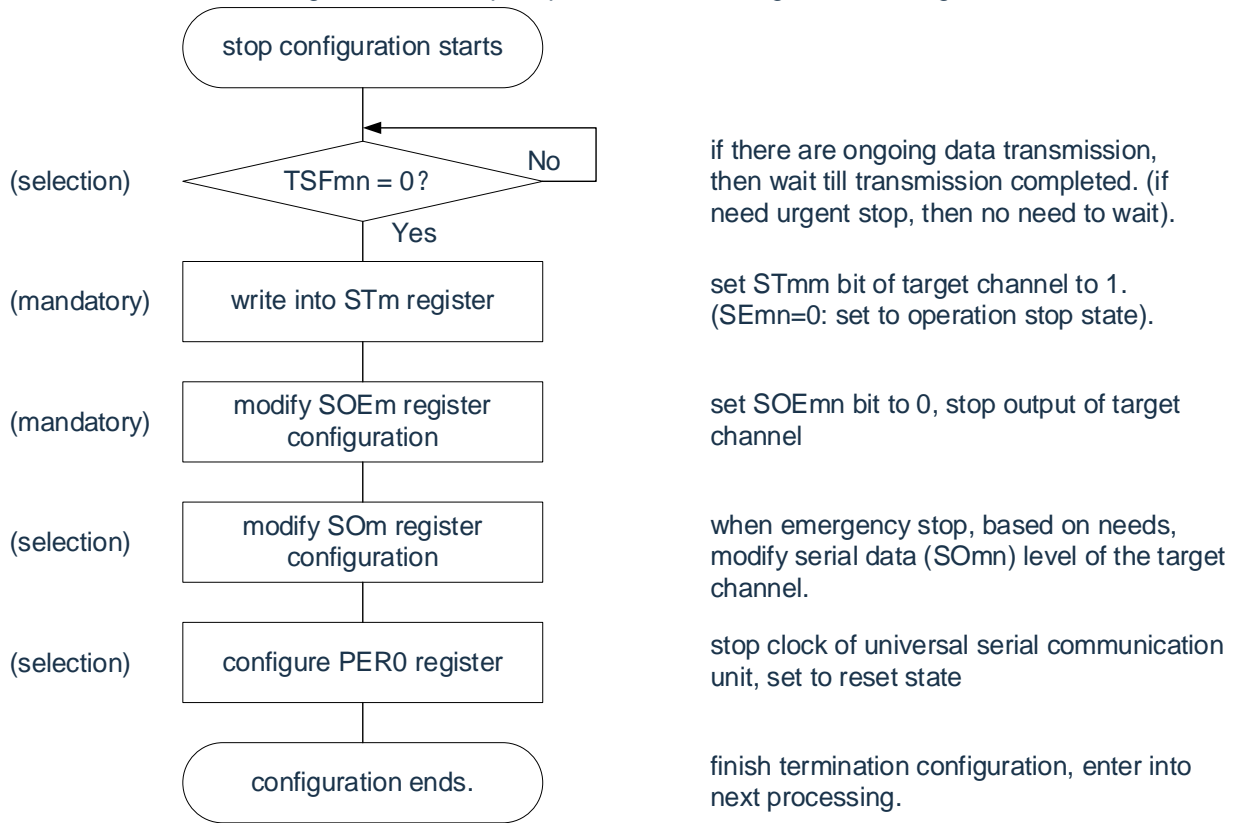 stop configuration starts
No
(selection)
TSFmn = 0?
if there are ongoing data transmission,
then wait till transmission completed. (if
need urgent stop, then no need to wait).
Yes
(mandatory)
write into STm register
set STmm bit of target channel to 1.
(SEmn=0: set to operation stop state).
(mandatory)
modify SOEm register
configuration
set SOEmn bit to 0, stop output of target
channel
(selection)
modify SOm register
configuration
when emergency stop, based on needs,
modify serial data (SOmn) level of the target
channel.
(selection)
configure PER0 register
stop clock of universal serial communication
unit, set to reset state
configuration ends.
finish termination configuration, enter into
next processing.